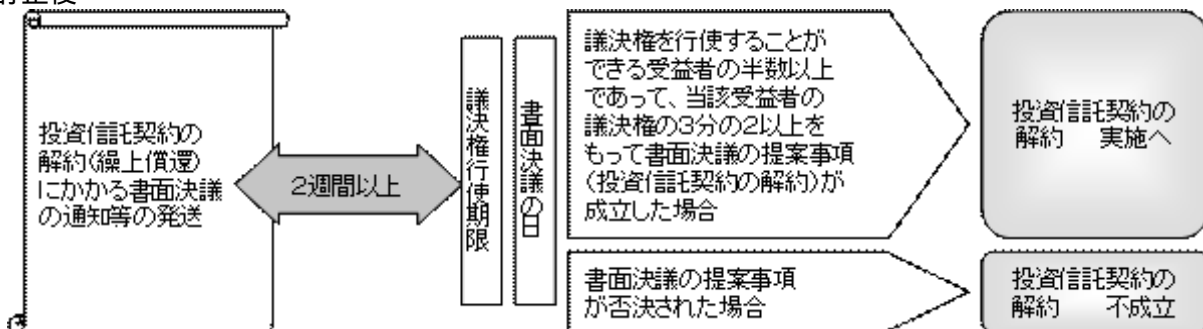 投資信託契約の
解約(繰上償還)
にかかる書面決議
の通知等の発送
2週間以上
議決権行使期限
書面決議の日
議決権を行使することが
できる受益者の半数以上
であって、当該受益者の
議決権の3分の2以上を
もって書面決議の提案事項
(投資信託契約の解約)が
成立した場合
投資信託契約の
解約　実施へ
書面決議の提案事項
が否決された場合
投資信託契約の
解約　不成立